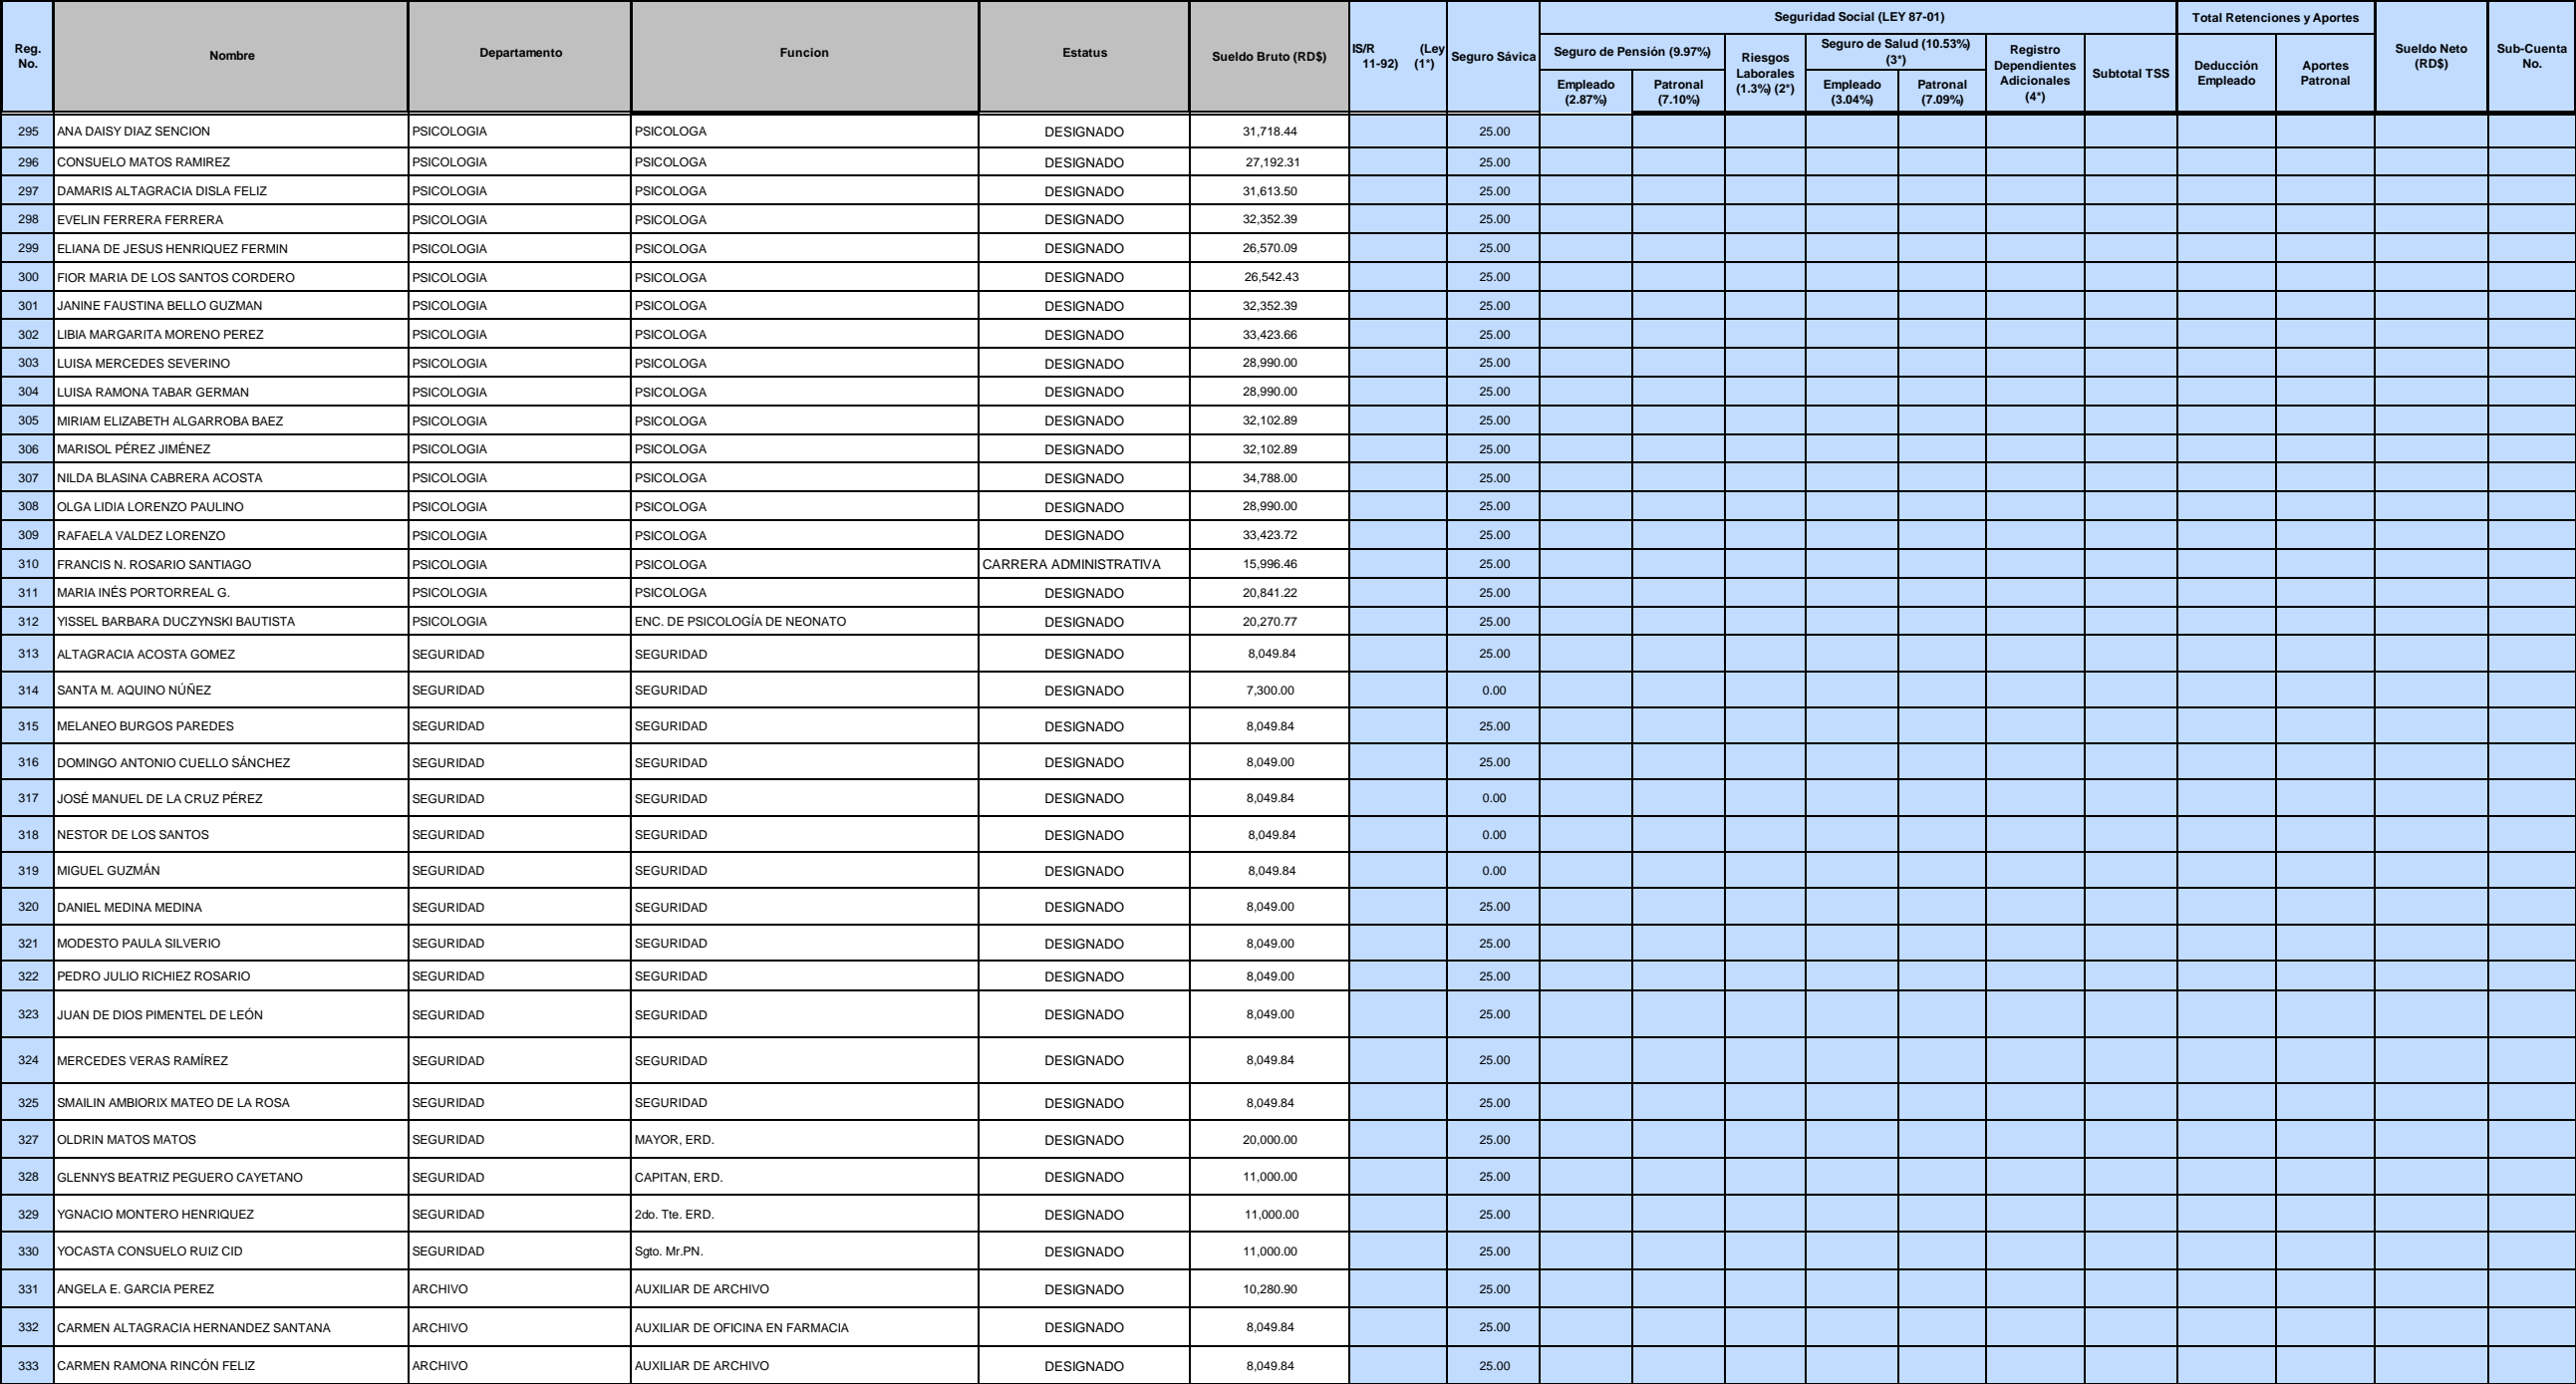 Reg. No. Nombre Departamento Funcion Estatus Sueldo Bruto (RD$) IS/R (Ley 11-92) (1*) Seguro Sávica Seguridad Social (LEY 87-01) Total Retenciones y Aportes Sueldo Neto (RD$) Sub-Cuenta No.
Seguro de Pensión (9.97%) Riesgos Laborales (1.3%) (2*) Seguro de Salud (10.53%) (3*) Registro Dependientes Adicionales (4*) Subtotal TSS Deducción Empleado Aportes Patronal
Empleado (2.87%) Patronal (7.10%) Empleado (3.04%) Patronal (7.09%)
295 ANA DAISY DIAZ SENCION PSICOLOGIA PSICOLOGA DESIGNADO 31,718.44 25.00
296 CONSUELO MATOS RAMIREZ PSICOLOGIA PSICOLOGA DESIGNADO 27,192.31 25.00
297 DAMARIS ALTAGRACIA DISLA FELIZ PSICOLOGIA PSICOLOGA DESIGNADO 31,613.50 25.00
298 EVELIN FERRERA FERRERA PSICOLOGIA PSICOLOGA DESIGNADO 32,352.39 25.00
299 ELIANA DE JESUS HENRIQUEZ FERMIN PSICOLOGIA PSICOLOGA DESIGNADO 26,570.09 25.00
300 FIOR MARIA DE LOS SANTOS CORDERO PSICOLOGIA PSICOLOGA DESIGNADO 26,542.43 25.00
301 JANINE FAUSTINA BELLO GUZMAN PSICOLOGIA PSICOLOGA DESIGNADO 32,352.39 25.00
302 LIBIA MARGARITA MORENO PEREZ PSICOLOGIA PSICOLOGA DESIGNADO 33,423.66 25.00
303 LUISA MERCEDES SEVERINO PSICOLOGIA PSICOLOGA DESIGNADO 28,990.00 25.00
304 LUISA RAMONA TABAR GERMAN PSICOLOGIA PSICOLOGA DESIGNADO 28,990.00 25.00
305 MIRIAM ELIZABETH ALGARROBA BAEZ PSICOLOGIA PSICOLOGA DESIGNADO 32,102.89 25.00
306 MARISOL PÉREZ JIMÉNEZ PSICOLOGIA PSICOLOGA DESIGNADO 32,102.89 25.00
307 NILDA BLASINA CABRERA ACOSTA PSICOLOGIA PSICOLOGA DESIGNADO 34,788.00 25.00
308 OLGA LIDIA LORENZO PAULINO PSICOLOGIA PSICOLOGA DESIGNADO 28,990.00 25.00
309 RAFAELA VALDEZ LORENZO PSICOLOGIA PSICOLOGA DESIGNADO 33,423.72 25.00
310 FRANCIS N. ROSARIO SANTIAGO PSICOLOGIA PSICOLOGA CARRERA ADMINISTRATIVA 15,996.46 25.00
311 MARIA INÉS PORTORREAL G. PSICOLOGIA PSICOLOGA DESIGNADO 20,841.22 25.00
312 YISSEL BARBARA DUCZYNSKI BAUTISTA PSICOLOGIA ENC. DE PSICOLOGÍA DE NEONATO DESIGNADO 20,270.77 25.00
313 ALTAGRACIA ACOSTA GOMEZ SEGURIDAD SEGURIDAD DESIGNADO 8,049.84 25.00
314 SANTA M. AQUINO NÚÑEZ SEGURIDAD SEGURIDAD DESIGNADO 7,300.00 0.00
315 MELANEO BURGOS PAREDES SEGURIDAD SEGURIDAD DESIGNADO 8,049.84 25.00
316 DOMINGO ANTONIO CUELLO SÁNCHEZ SEGURIDAD SEGURIDAD DESIGNADO 8,049.00 25.00
317 JOSÉ MANUEL DE LA CRUZ PÉREZ SEGURIDAD SEGURIDAD DESIGNADO 8,049.84 0.00
318 NESTOR DE LOS SANTOS SEGURIDAD SEGURIDAD DESIGNADO 8,049.84 0.00
319 MIGUEL GUZMÁN SEGURIDAD SEGURIDAD DESIGNADO 8,049.84 0.00
320 DANIEL MEDINA MEDINA SEGURIDAD SEGURIDAD DESIGNADO 8,049.00 25.00
321 MODESTO PAULA SILVERIO SEGURIDAD SEGURIDAD DESIGNADO 8,049.00 25.00
322 PEDRO JULIO RICHIEZ ROSARIO SEGURIDAD SEGURIDAD DESIGNADO 8,049.00 25.00
323 JUAN DE DIOS PIMENTEL DE LEÓN SEGURIDAD SEGURIDAD DESIGNADO 8,049.00 25.00
324 MERCEDES VERAS RAMÍREZ SEGURIDAD SEGURIDAD DESIGNADO 8,049.84 25.00
325 SMAILIN AMBIORIX MATEO DE LA ROSA SEGURIDAD SEGURIDAD DESIGNADO 8,049.84 25.00
327 OLDRIN MATOS MATOS SEGURIDAD MAYOR, ERD. DESIGNADO 20,000.00 25.00
328 GLENNYS BEATRIZ PEGUERO CAYETANO SEGURIDAD CAPITAN, ERD. DESIGNADO 11,000.00 25.00
329 YGNACIO MONTERO HENRIQUEZ SEGURIDAD 2do. Tte. ERD. DESIGNADO 11,000.00 25.00
330 YOCASTA CONSUELO RUIZ CID SEGURIDAD Sgto. Mr.PN. DESIGNADO 11,000.00 25.00
331 ANGELA E. GARCIA PEREZ ARCHIVO AUXILIAR DE ARCHIVO DESIGNADO 10,280.90 25.00
332 CARMEN ALTAGRACIA HERNANDEZ SANTANA ARCHIVO AUXILIAR DE OFICINA EN FARMACIA DESIGNADO 8,049.84 25.00
333 CARMEN RAMONA RINCÓN FELIZ ARCHIVO AUXILIAR DE ARCHIVO DESIGNADO 8,049.84 25.00